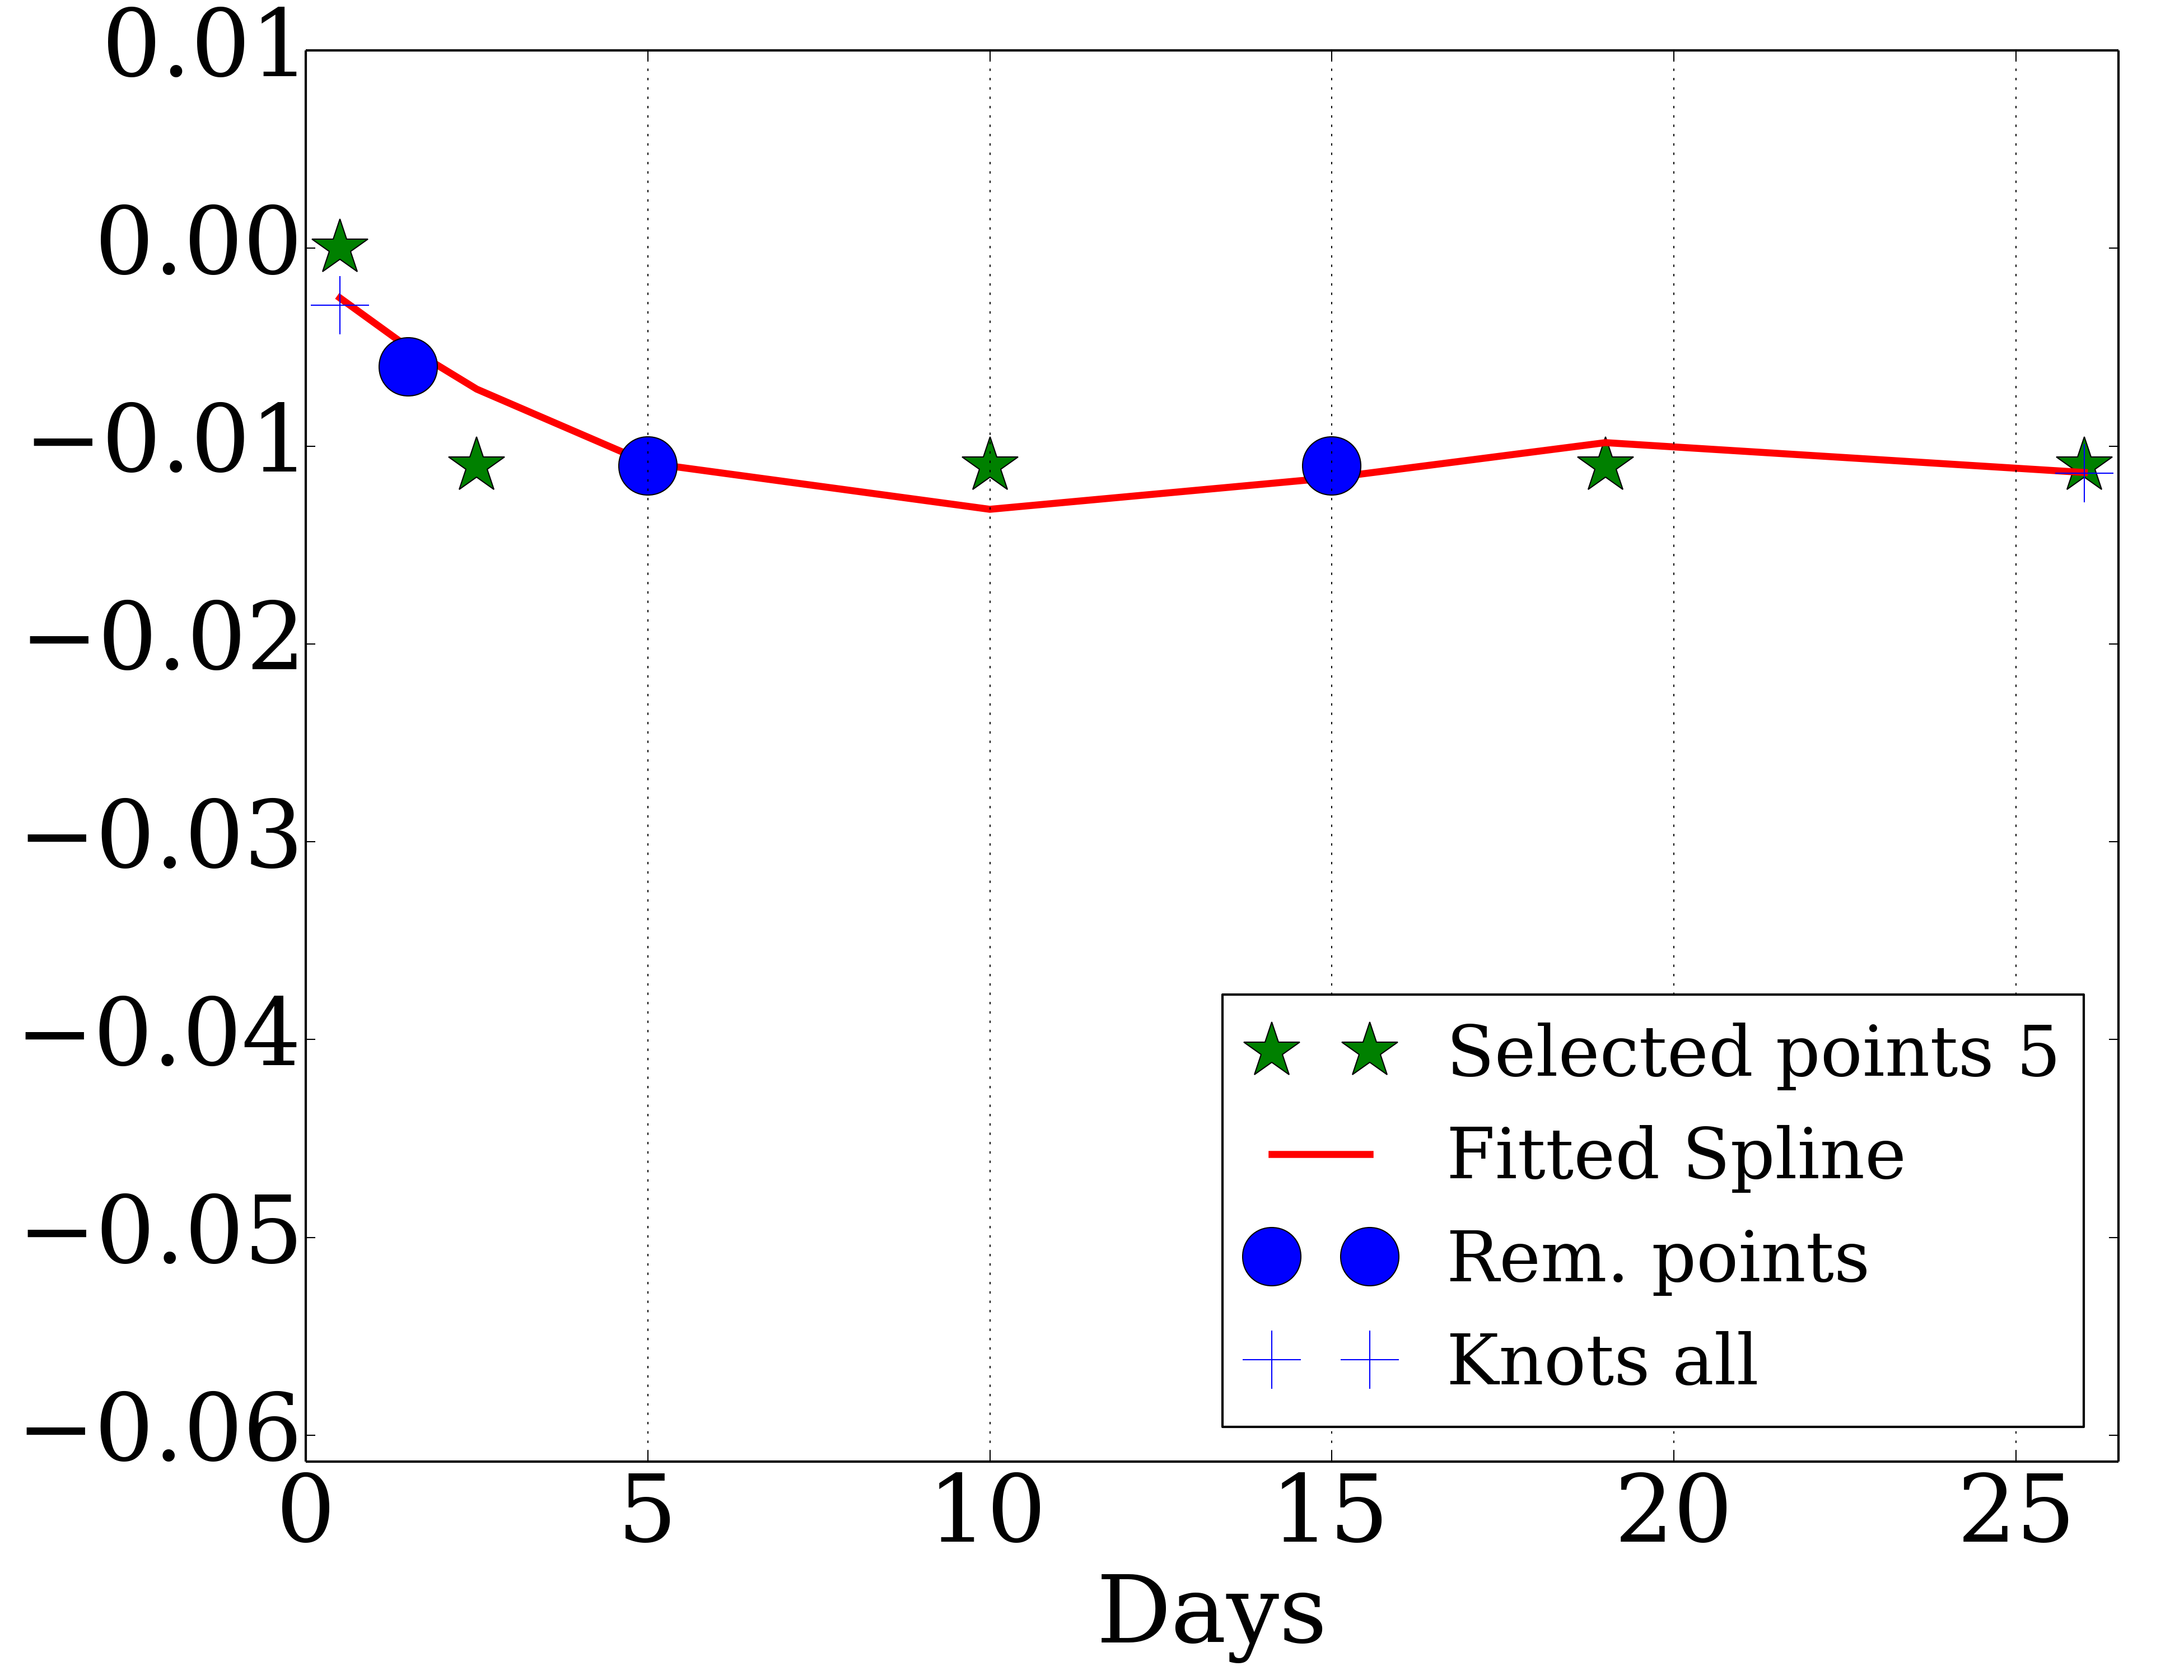 0.01
0.00
−0.01
−0.02
−0.03
−0.04
−0.05
−0.06
Selected points 5
Fitted Spline
Rem. points
Knots all
0 5 10 15 20 25
Days